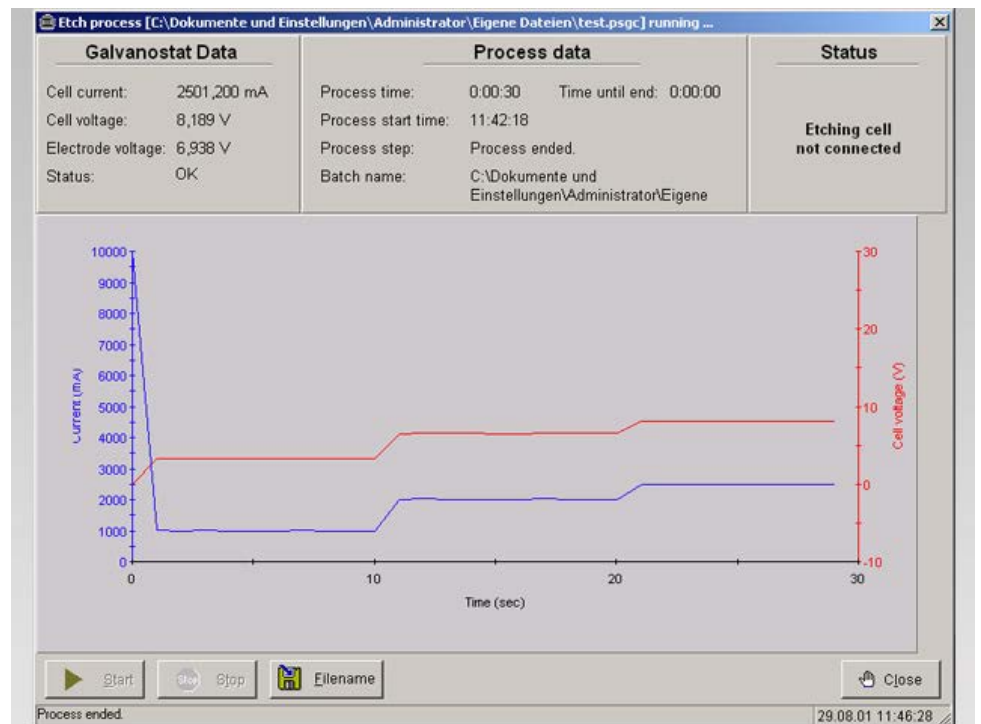 Etch process [C:\Dokumente und Einstellungen\Administrator\Eigene Dateien\test.psgc] running ...
Galvanostat Data
Cell current: 2501,200 mA
Cell voltage: 8,189 V
Electrode voltage: 6,938 V
Status: OK
Process data
Process time: 0:00:30 Time until end: 0:00:00
Process start time: 11:42:18
Process step: Process ended.
Batch name: C:\Dokumente und
Einstellungen\Administrator\Eigene
Status
Etching cell
not connected
10000
9000
8000
7000
6000
5000
4000
3000
2000
1000
0
Current (mA)
30
20
10
0
-10
Cell voltage (V)
0 10 20 30
Time (sec)
Start
Stop
Stop
Filename
Close
Process ended.
29.08.01 11:46:28